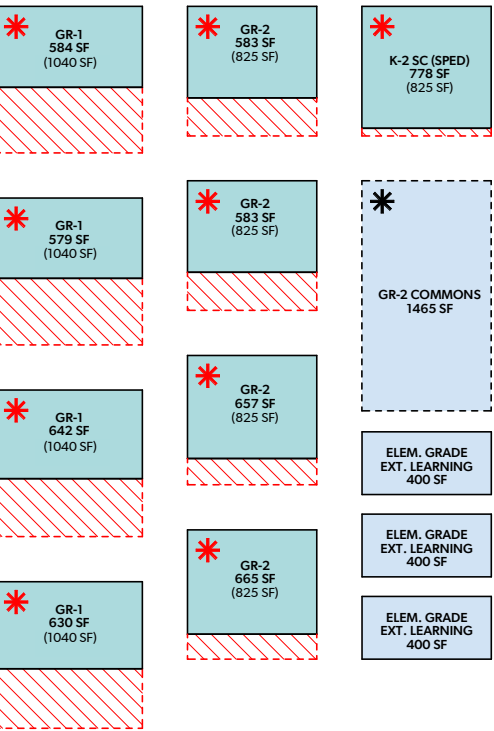 GR-1
584 SF
(1040 SF)
GR-1
579 SF
(1040 SF)
GR-1
642 SF
(1040 SF)
GR-1
630 SF
(1040 SF)
GR-2
583 SF
(825 SF)
GR-2
583 SF
(825 SF)
GR-2
657 SF
(825 SF)
GR-2
665 SF
(825 SF)
K-2 SC (SPED)
778 SF
(825 SF)
GR-2 COMMONS
1465 SF
ELEM. GRADE
EXT. LEARNING
400 SF
ELEM. GRADE
EXT. LEARNING
400 SF
ELEM. GRADE
EXT. LEARNING
400 SF